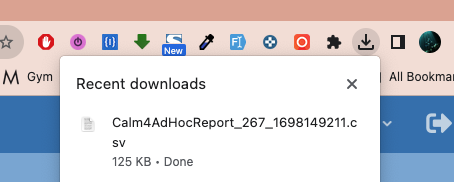 New
M Gym
All Bookmar
Recent downloads
Calm4AdHocReport_267_1698149211.c
sv
125 KB • Done